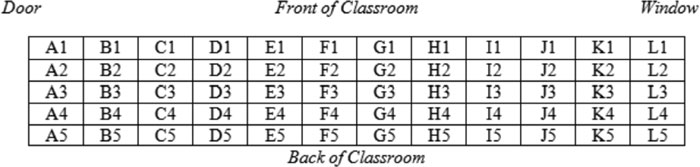 Door Front of Classroom Window
A1 B1 C1 D1 E1 F1 G1 H1 I1 J1 K1 L1
A2 B2 C2 D2 E2 F2 G2 H2 I2 J2 K2 L2
A3 B3 C3 D3 E3 F3 G3 H3 I3 J3 K3 L3
A4 B4 C4 D4 E4 F4 G4 H4 I4 J4 K4 L4
A5 B5 C5 D5 E5 F5 G5 H5 I5 J5 K5 L5
Back of Classroom